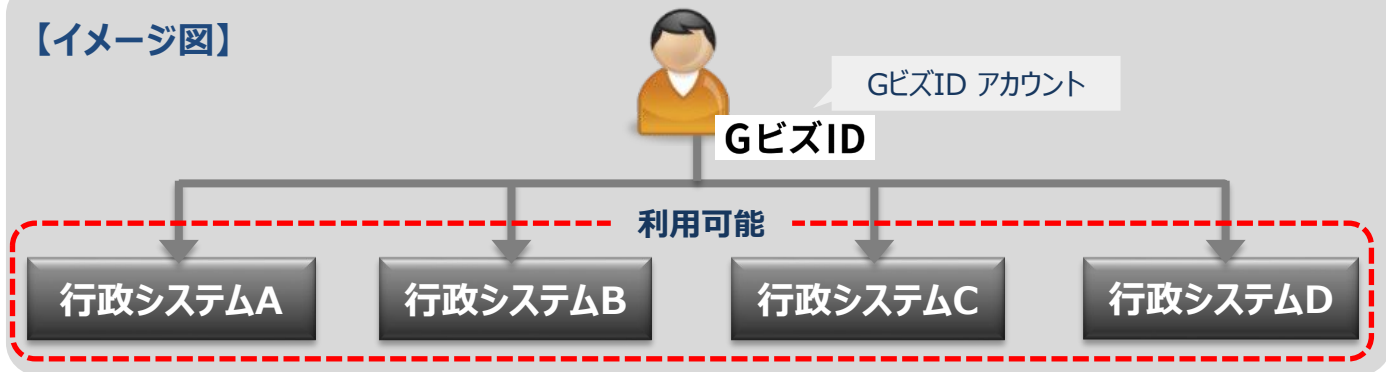 【イメージ図】
GビズID アカウント
GビズID
利用可能
行政システムA
行政システムB
行政システムC
行政システムD